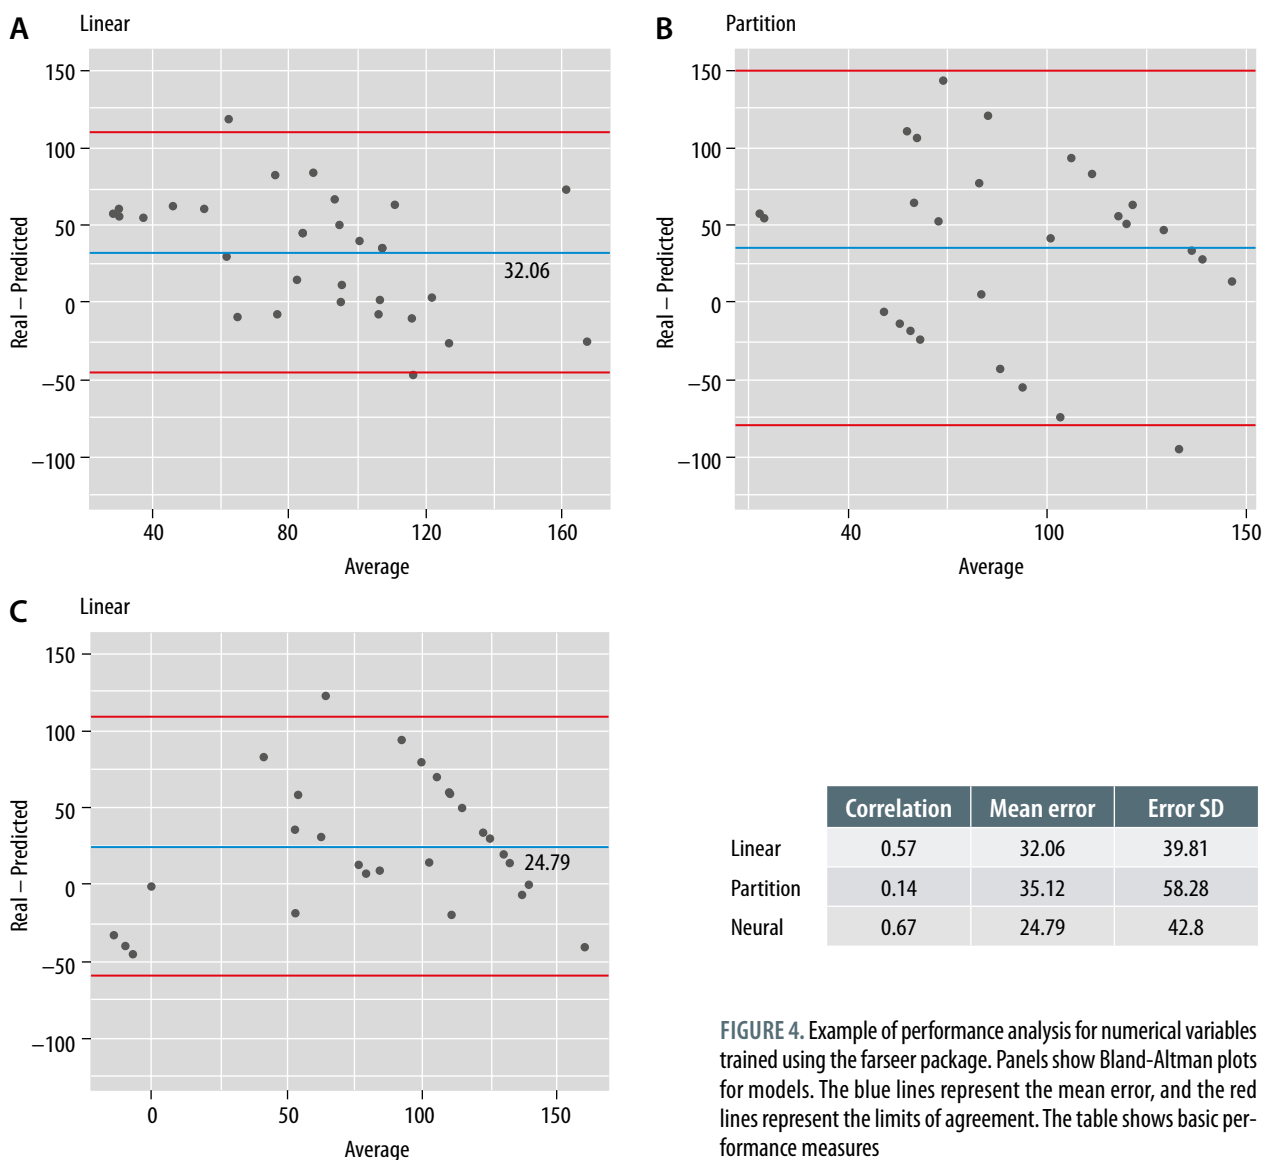 A Linear
150
100
50
0
−50
−100
Real − Predicted
32.06
40 80 120 160
Average
B Partition
150
100
50
0
−50
−100
Real − Predicted
40 100 150
Average
C Linear
150
100
50
0
−50
−100
Real − Predicted
24.79
0 50 100 150
Average
Correlation Mean error Error SD
Linear 0.57 32.06 39.81
Partition 0.14 35.12 58.28
Neural 0.67 24.79 42.8
FIGURE 4. Example of performance analysis for numerical variables
trained using the farseer package. Panels show Bland-Altman plots
for models. The blue lines represent the mean error, and the red
lines represent the limits of agreement. The table shows basic per-
formance measures